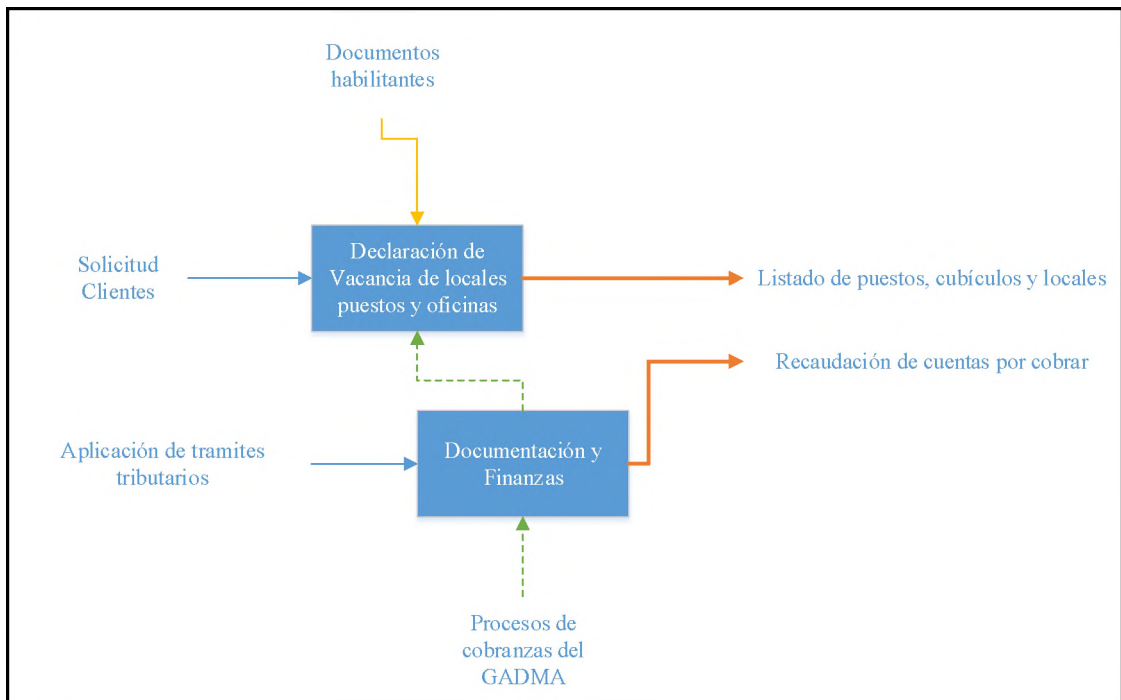 Documentos
habilitantes
Solicitud
Clientes
Declaración de
Vacancia de locales
puestos y oficinas
Listado de puestos, cubículos y locales
Recaudación de cuentas por cobrar
Aplicación de tramites
tributarios
Documentación y
Finanzas
Procesos de
cobranzas del
GADMA